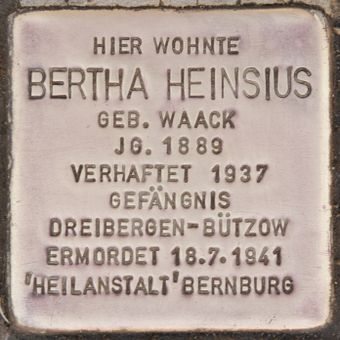 HIER WOHNTE
BERTHA HEINSIUS
GEB. WAACK
JG. 1889
VERHAFTET 1937
GEFÄNGNIS
DREIBERGEN-BÜTZOW
ERMORDET 18.7.1941
'HEILANSTALT' BERNBURG